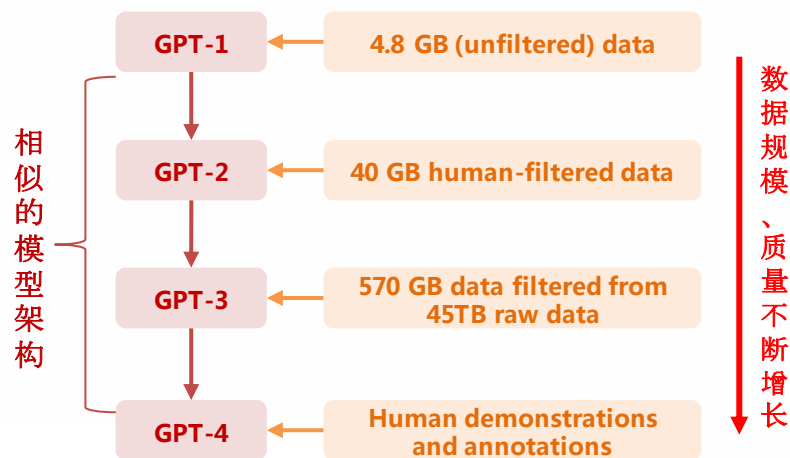 GPT-1
4.8 GB (unfiltered) data
GPT-2
40 GB human-filtered data
GPT-3
570 GB data filtered from
45TB raw data
GPT-4
Human demonstrations
and annotations
相似的模型架构
数据规模、质量不断增长